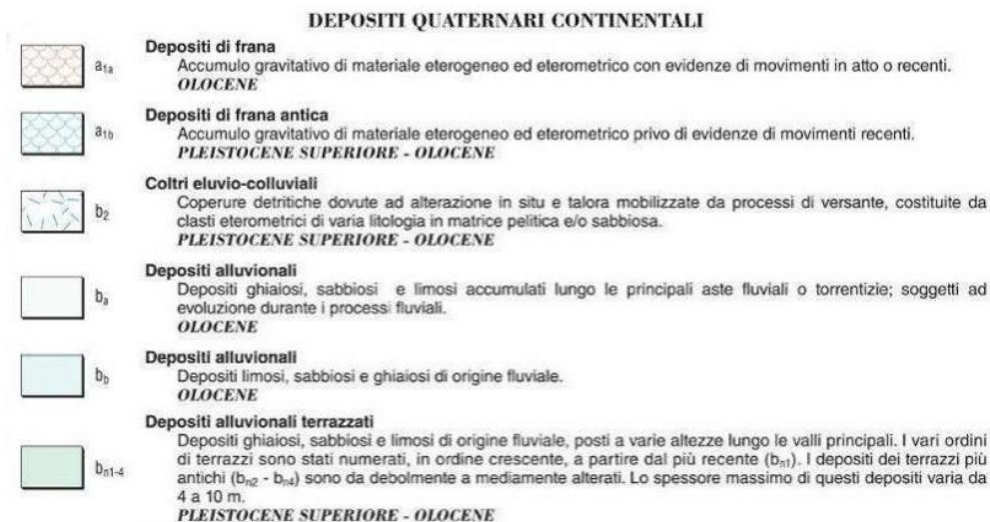 DEPOSITI QUATERNARI CONTINENTALI
Depositi di frana
a1a
Accumulo gravitativo di materiale eterogeneo ed eterometrico con evidenze di movimenti in atto o recenti.
OLOCENE
Depositi di frana antica
a1b
Accumulo gravitativo di materiale eterogeneo ed eterometrico privo di evidenze di movimenti recenti.
PLEISTOCENE SUPERIORE - OLOCENE
Coltri eluvio-colluviali
b2
Coperure detritiche dovute ad alterazione in situ e talora mobilizzate da processi di versante, costituite da
clasti eterometrici di varia litologia in matrice pelitica e/o sabbiosa.
PLEISTOCENE SUPERIORE - OLOCENE
Depositi alluvionali
ba
Depositi ghiaiosi, sabbiosi e limosi accumulati lungo le principali aste fluviali o torrentizie; soggetti ad
evoluzione durante i processi fluviali.
OLOCENE
Depositi alluvionali
bb
Depositi limosi, sabbiosi e ghiaiosi di origine fluviale.
OLOCENE
Depositi alluvionali terrazzati
bn1-4
Depositi ghiaiosi, sabbiosi e limosi di origine fluviale, posti a varie altezze lungo le valli principali. I vari ordini
di terrazzi sono stati numerati, in ordine crescente, a partire dal più recente (bn1). I depositi dei terrazzi più
antichi (bn2 - bn4) sono da debolmente a mediamente alterati. Lo spessore massimo di questi depositi varia da
4 a 10 m.
PLEISTOCENE SUPERIORE - OLOCENE